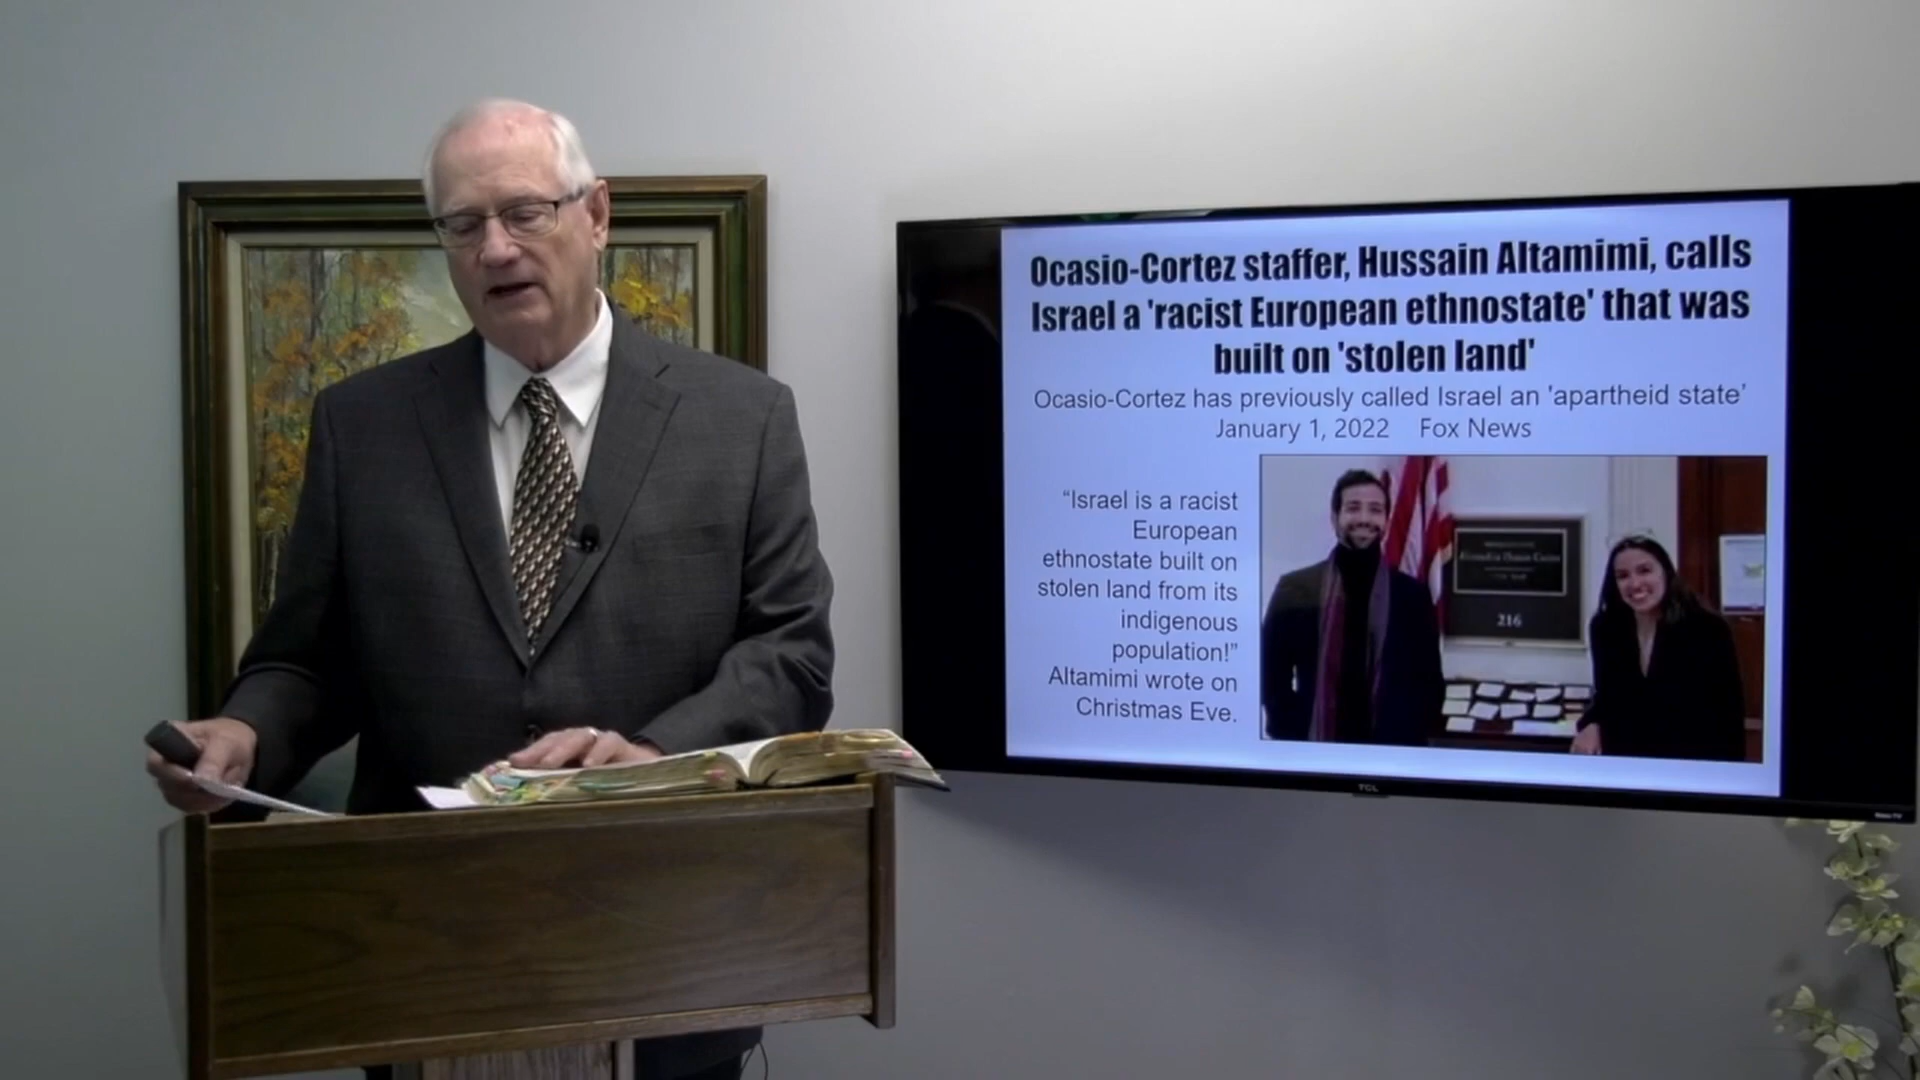 Ocasio-Cortez staffer, Hussain Altamimi, calls
Israel a 'racist European ethnostate' that was
built on 'stolen land'
Ocasio-Cortez has previously called Israel an 'apartheid state'
January 1, 2022 Fox News
“Israel is a racist
European
ethnostate built on
stolen land from its
indigenous
population!”
Altamimi wrote on
Christmas Eve.
216
TCL